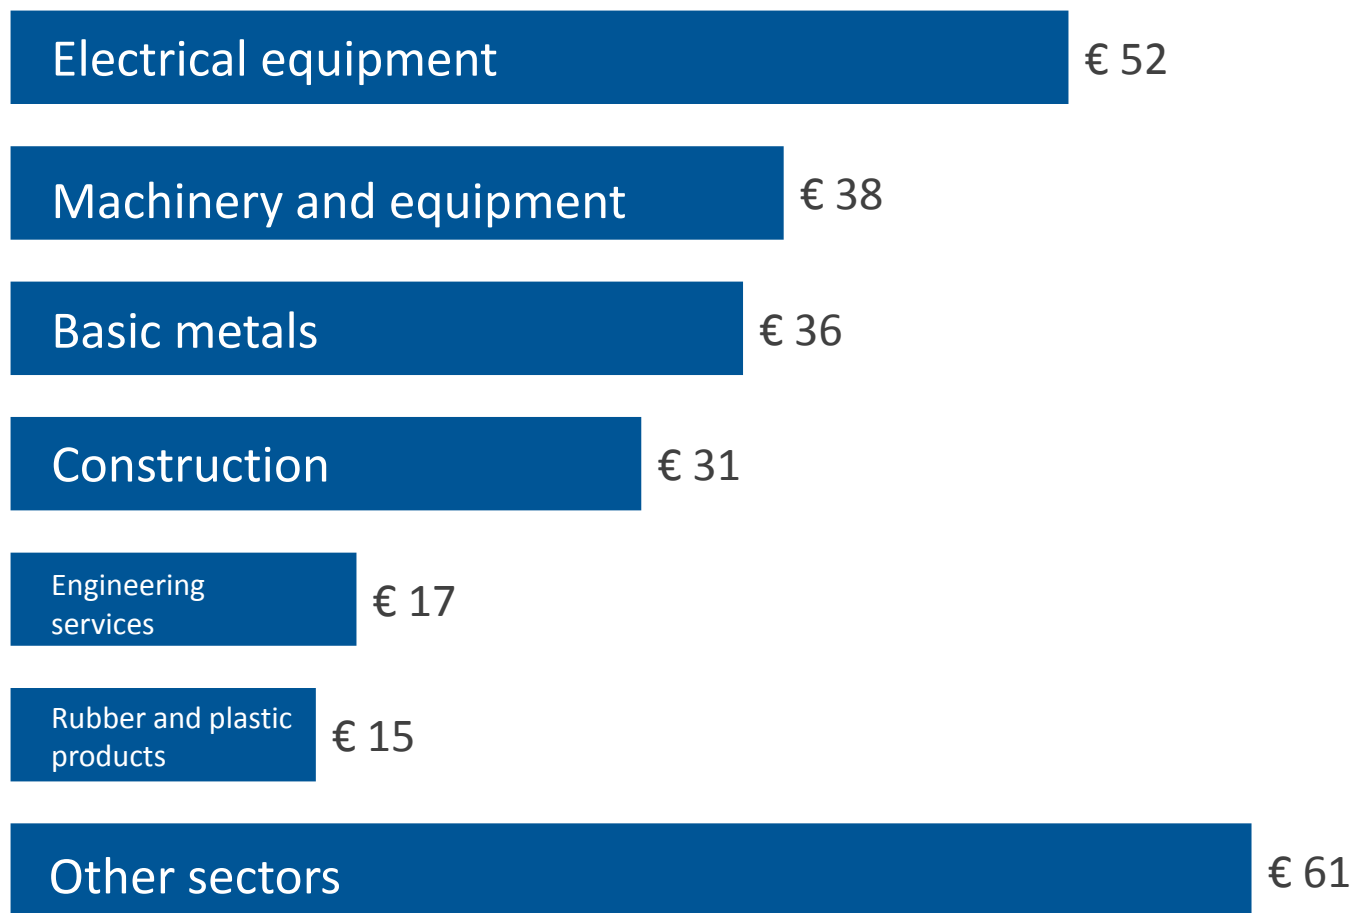 Electrical equipment
€ 52
Machinery and equipment
€ 38
Basic metals
€ 36
Construction
€ 31
Engineering
services
€ 17
Rubber and plastic
products
€ 15
Other sectors
€ 61